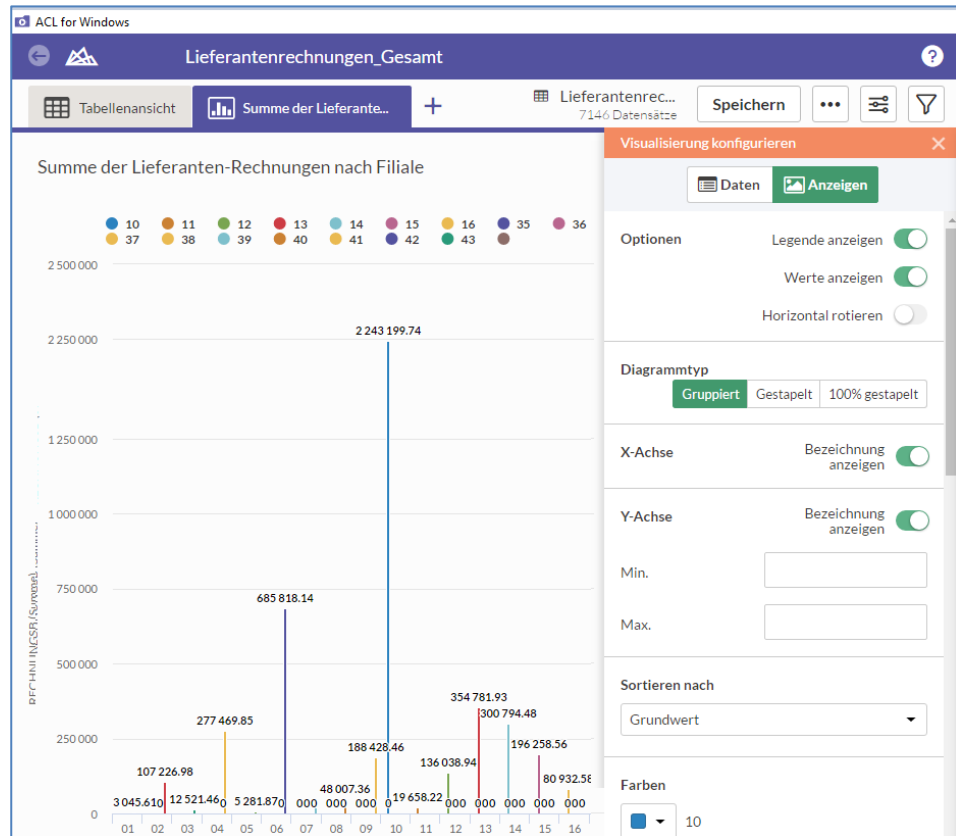 ACL for Windows
Lieferantenrechnungen_Gesamt
?
Tabellenansicht
Summe der Lieferante...
+
Lieferantenrec...
7146 Datensätze
Speichern
•••
Visualisierung konfigurieren
Summe der Lieferanten-Rechnungen nach Filiale
Daten
Anzeigen
10 11 12 13 14 15 16 35 36
37 38 39 40 41 42 43
Optionen
Legende anzeigen
Werte anzeigen
Horizontal rotieren
Diagrammtyp
Gruppiert
Gestapelt
100% gestapelt
X-Achse
Bezeichnung
anzeigen
Y-Achse
Bezeichnung
anzeigen
Min.
Max.
Sortieren nach
Grundwert
Farben
10
2 500 000
2 250 000
1 250 000
1 000 000
750 000
500 000
250 000
0
2 243 199.74
685 818.14
354 781.93
300 794.48
277 469.85
196 258.56
188 428.46
136 038.94
107 226.98
80 932.58
48 007.36
19 658.22
3 045.61 0
12 521.46 0
5 281.87 0
000 000 000 0
000 000 000 000 000
01 02 03 04 05 06 07 08 09 10 11 12 13 14 15 16